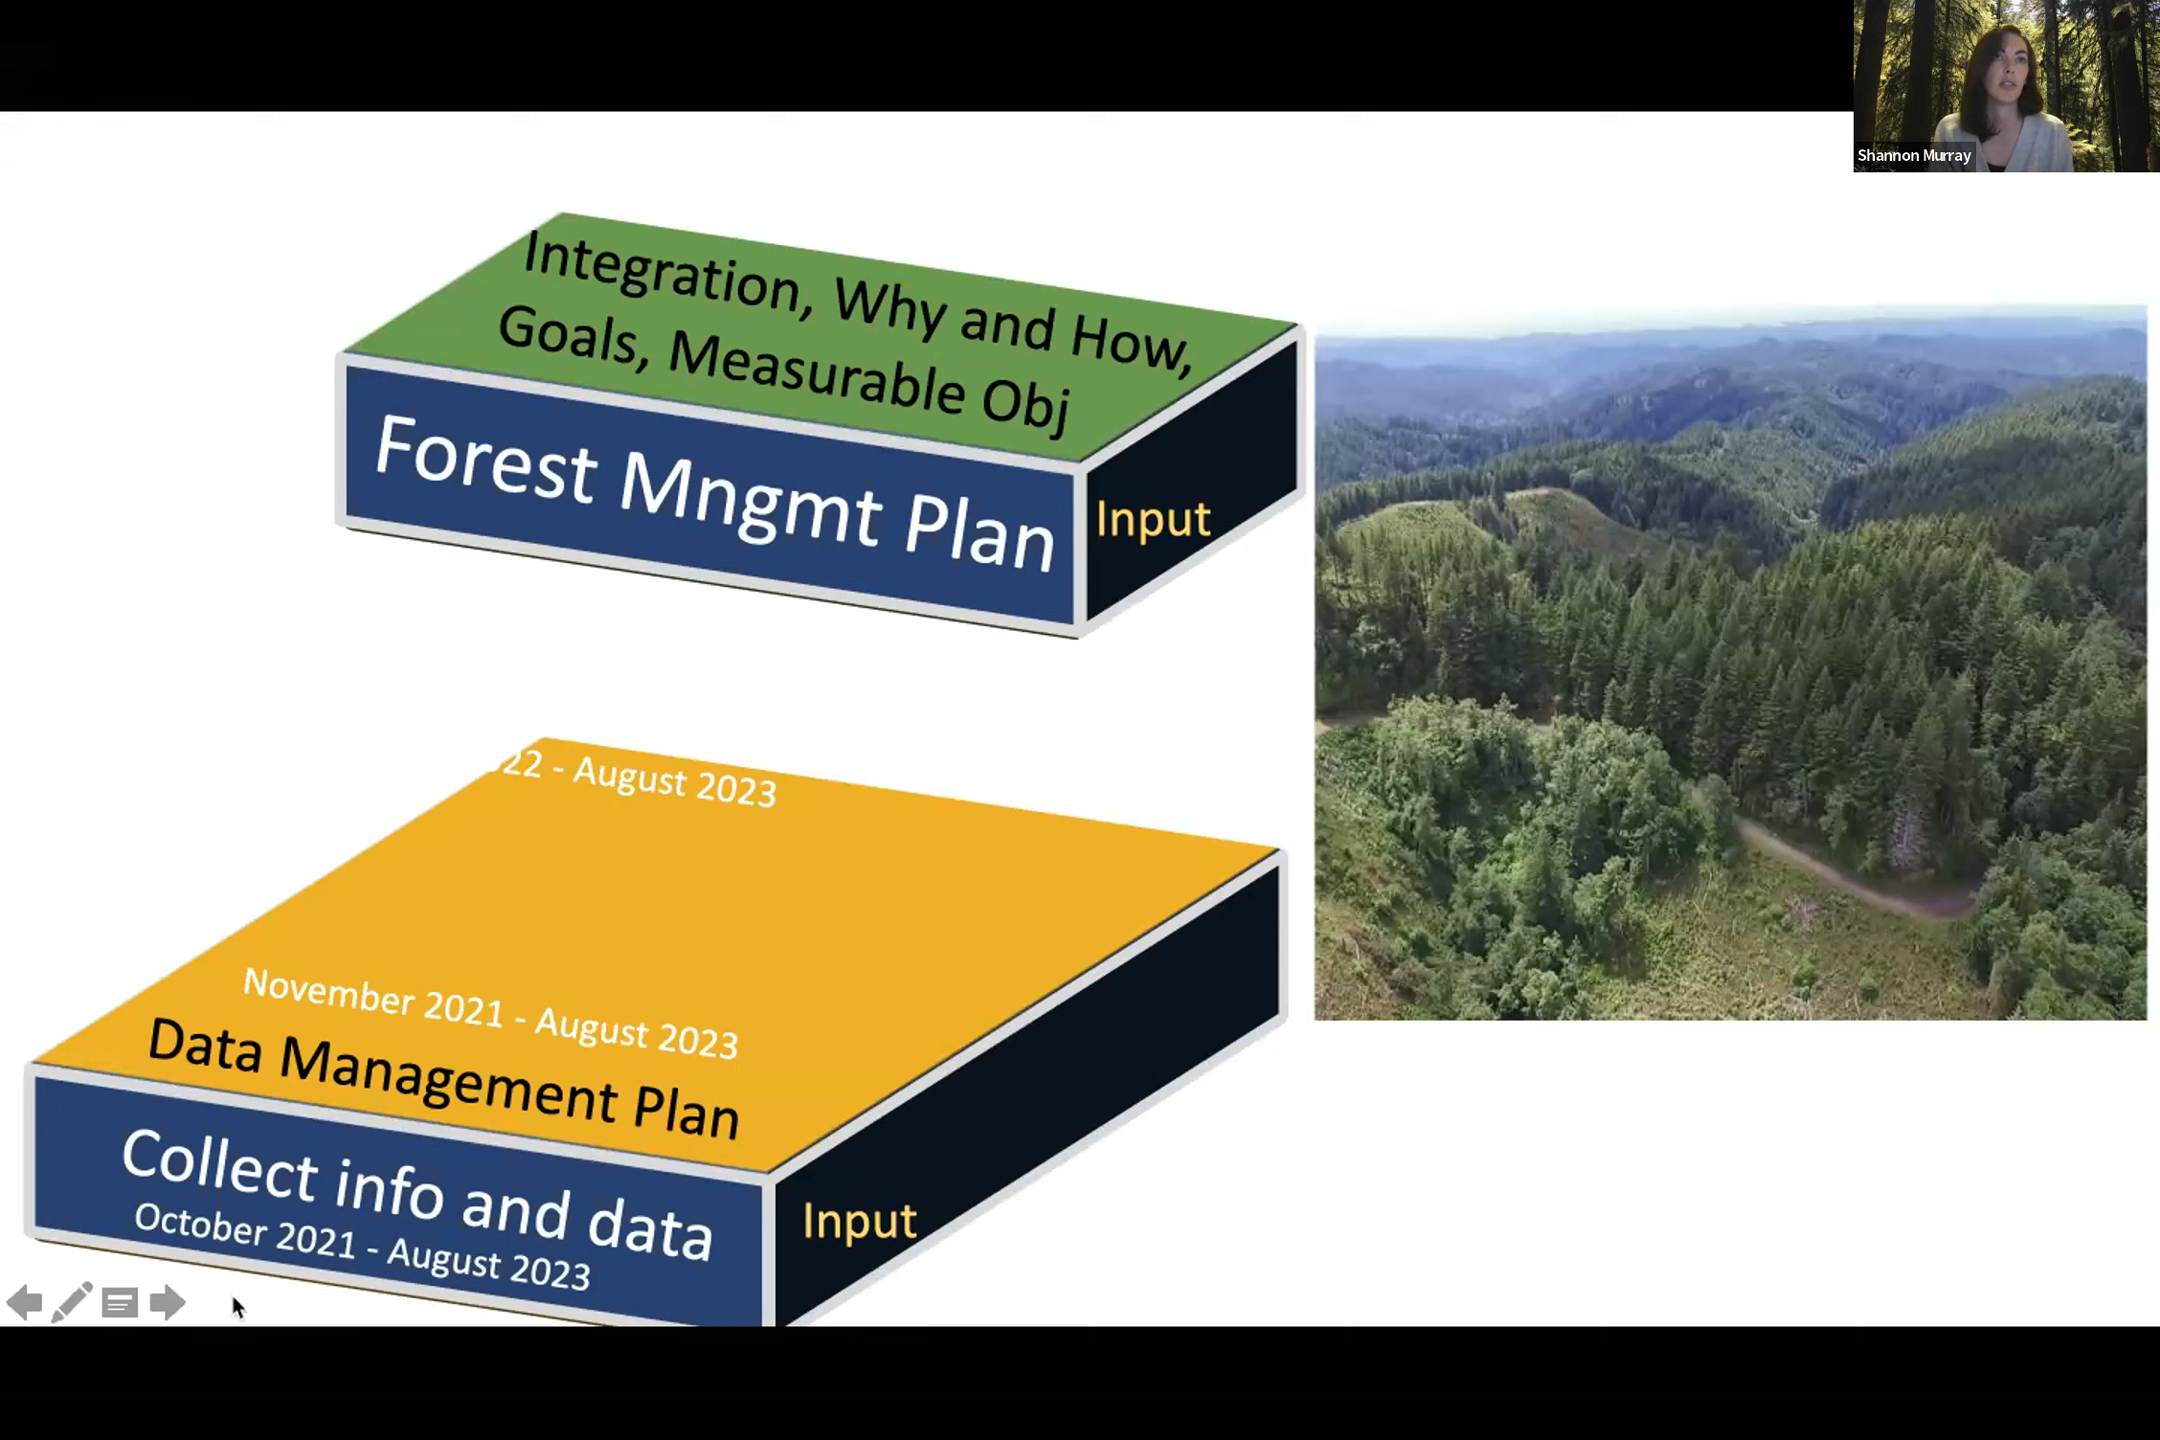 Shannon Murray
Integration, Why and How,
Goals, Measurable Obj
Forest Mngmt Plan
Input
22 - August 2023
November 2021 - August 2023
Data Management Plan
Collect info and data
October 2021 - August 2023
Input